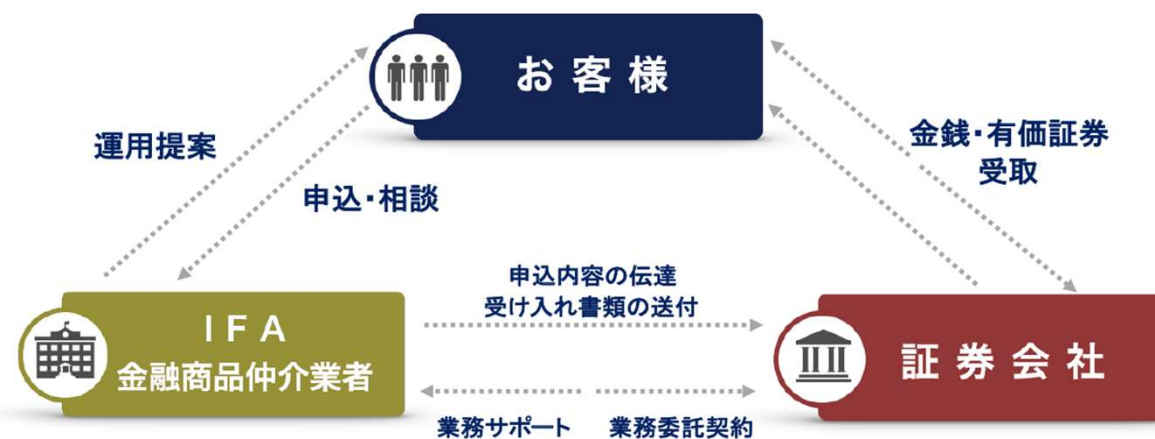 お客様
運用提案
金銭・有価証券
受取
申込・相談
申込内容の伝達
受け入れ書類の送付
IFA
金融商品仲介業者
証券会社
業務サポート
業務委託契約